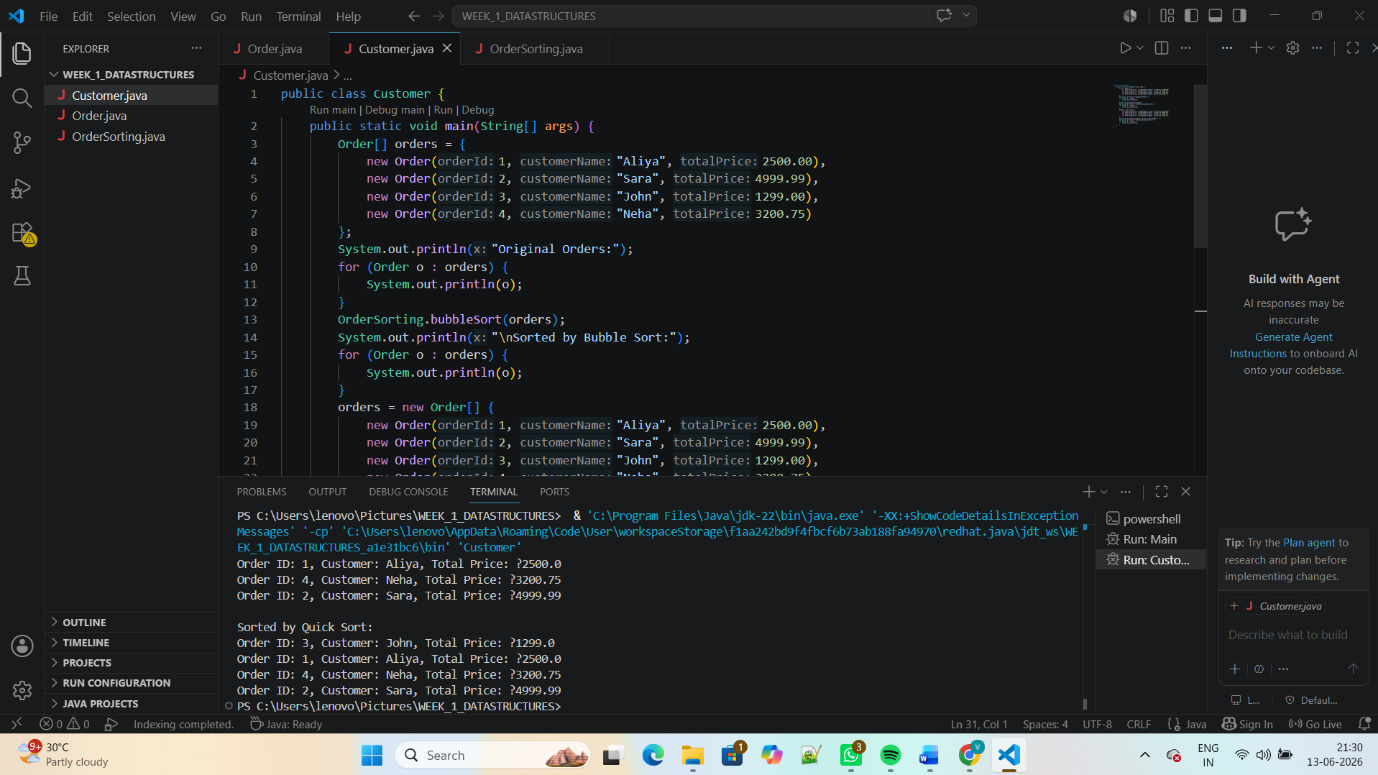 File Edit Selection View Go Run Terminal Help
WEEK_1_DATASTRUCTURES
EXPLORER
Order.java
Customer.java
OrderSorting.java
WEEK_1_DATASTRUCTURES
Customer.java
Order.java
OrderSorting.java
Customer.java > ...
1 public class Customer {
Run main | Debug main | Run | Debug
2 public static void main(String[] args) {
3 Order[] orders = {
4 new Order(orderId: 1, customerName: "Aliya", totalPrice: 2500.00),
5 new Order(orderId: 2, customerName: "Sara", totalPrice: 4999.99),
6 new Order(orderId: 3, customerName: "John", totalPrice: 1299.00),
7 new Order(orderId: 4, customerName: "Neha", totalPrice: 3200.75)
8 };
9 System.out.println(x: "Original Orders:");
10 for (Order o : orders) {
11 System.out.println(o);
12 }
13 OrderSorting.bubbleSort(orders);
14 System.out.println(x: "\nSorted by Bubble Sort:");
15 for (Order o : orders) {
16 System.out.println(o);
17 }
18 orders = new Order[] {
19 new Order(orderId: 1, customerName: "Aliya", totalPrice: 2500.00),
20 new Order(orderId: 2, customerName: "Sara", totalPrice: 4999.99),
21 new Order(orderId: 3, customerName: "John", totalPrice: 1299.00),
Build with Agent
AI responses may be
inaccurate
Generate Agent
Instructions to onboard AI
onto your codebase.
PROBLEMS OUTPUT DEBUG CONSOLE TERMINAL PORTS
PS C:\Users\lenovo\Pictures\WEEK_1_DATASTRUCTURES> & 'C:\Program Files\Java\jdk-22\bin\java.exe' '-XX:+ShowCodeDetailsInException
Messages' '-cp' 'C:\Users\lenovo\AppData\Roaming\Code\User\workspaceStorage\f1aa242bd9f4fbcf6b73ab188fa94970\redhat.java\jdt_ws\WE
EK_1_DATASTRUCTURES_a1e31bc6\bin' 'Customer'
Order ID: 1, Customer: Aliya, Total Price: ?2500.0
Order ID: 4, Customer: Neha, Total Price: ?3200.75
Order ID: 2, Customer: Sara, Total Price: ?4999.99
Sorted by Quick Sort:
Order ID: 3, Customer: John, Total Price: ?1299.0
Order ID: 1, Customer: Aliya, Total Price: ?2500.0
Order ID: 4, Customer: Neha, Total Price: ?3200.75
Order ID: 2, Customer: Sara, Total Price: ?4999.99
PS C:\Users\lenovo\Pictures\WEEK_1_DATASTRUCTURES>
powershell
Run: Main
Run: Custo...
Tip: Try the Plan agent to
research and plan before
implementing changes.
Customer.java
Describe what to build
L...
Defaul...
OUTLINE
TIMELINE
PROJECTS
RUN CONFIGURATION
JAVA PROJECTS
0 0 Indexing completed. Java: Ready
Ln 31, Col 1 Spaces: 4 UTF-8 CRLF {} Java Sign In Go Live
9+
30°C
Partly cloudy
Search
1
3
V
ENG
IN
21:30
13-06-2026